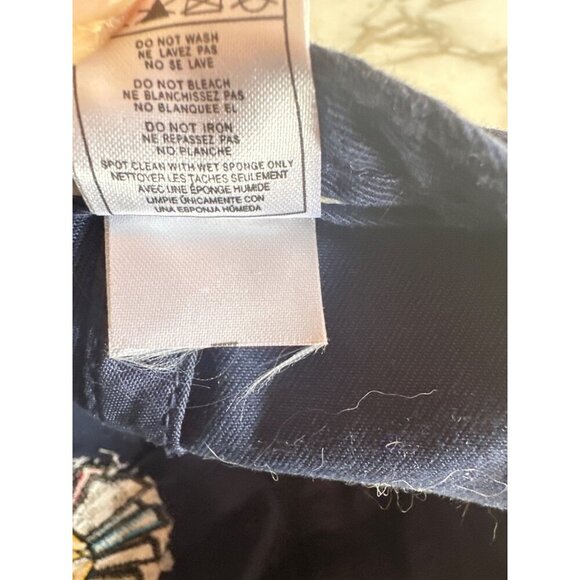 DO NOT WASH
NE LAVEZ PAS
NO SE LAVE
DO NOT BLEACH
NE BLANCHISSEZ PAS
NO BLANQUEE EL
DO NOT IRON
NE REPASSEZ PAS
NO PLANCHE
SPOT CLEAN WITH WET SPONGE ONLY
NETTOYER LES TACHES SEULEMENT
AVEC UNE ÉPONGE HUMIDE
LIMPIE ÚNICAMENTE CON
UNA ESPONJA HÚMEDA